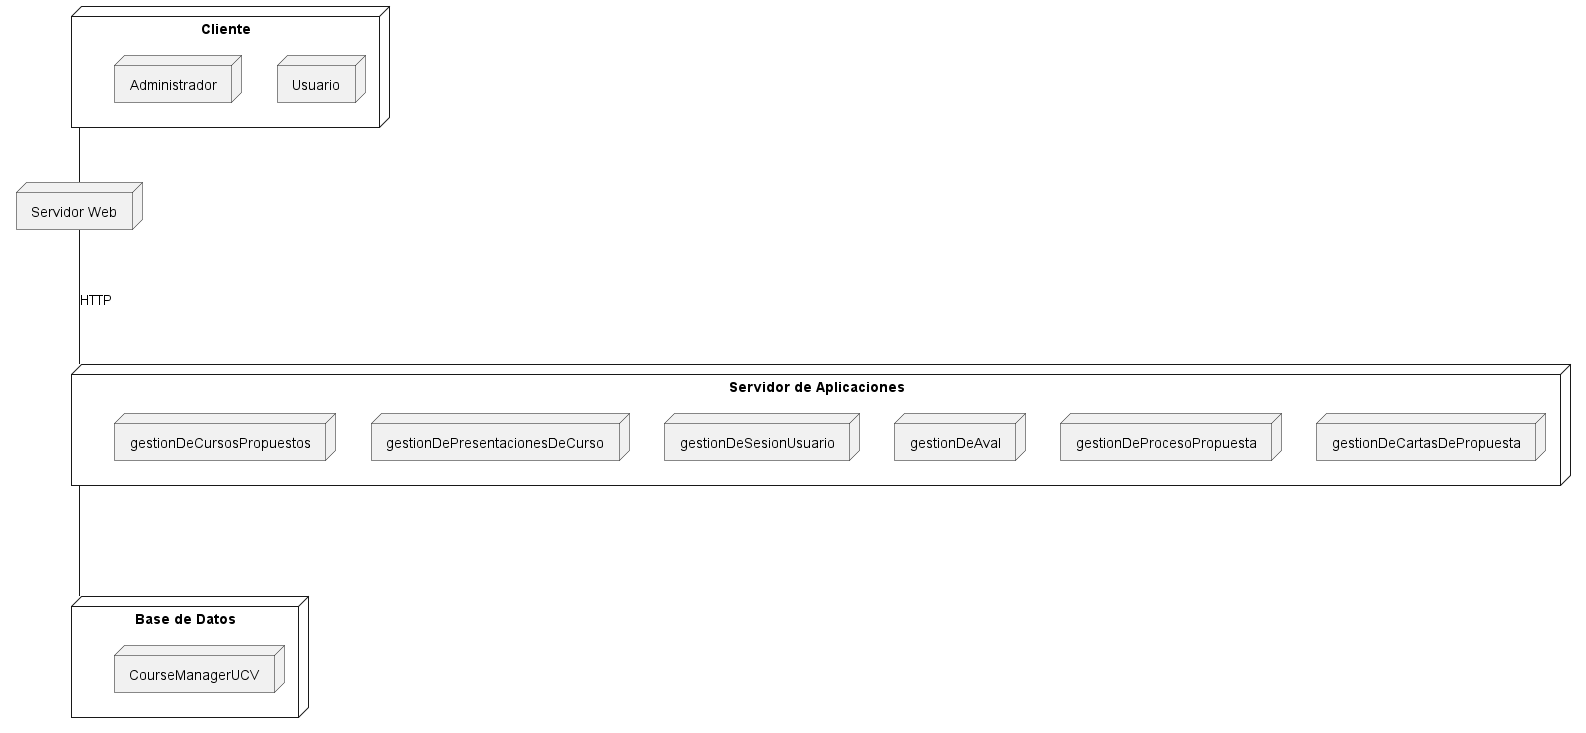 Cliente
Administrador
Usuario
Servidor Web
HTTP
Servidor de Aplicaciones
gestionDeCursosPropuestos
gestionDePresentacionesDeCurso
gestionDeSesionUsuario
gestionDeAval
gestionDeProcesoPropuesta
gestionDeCartasDePropuesta
Base de Datos
CourseManagerUCV